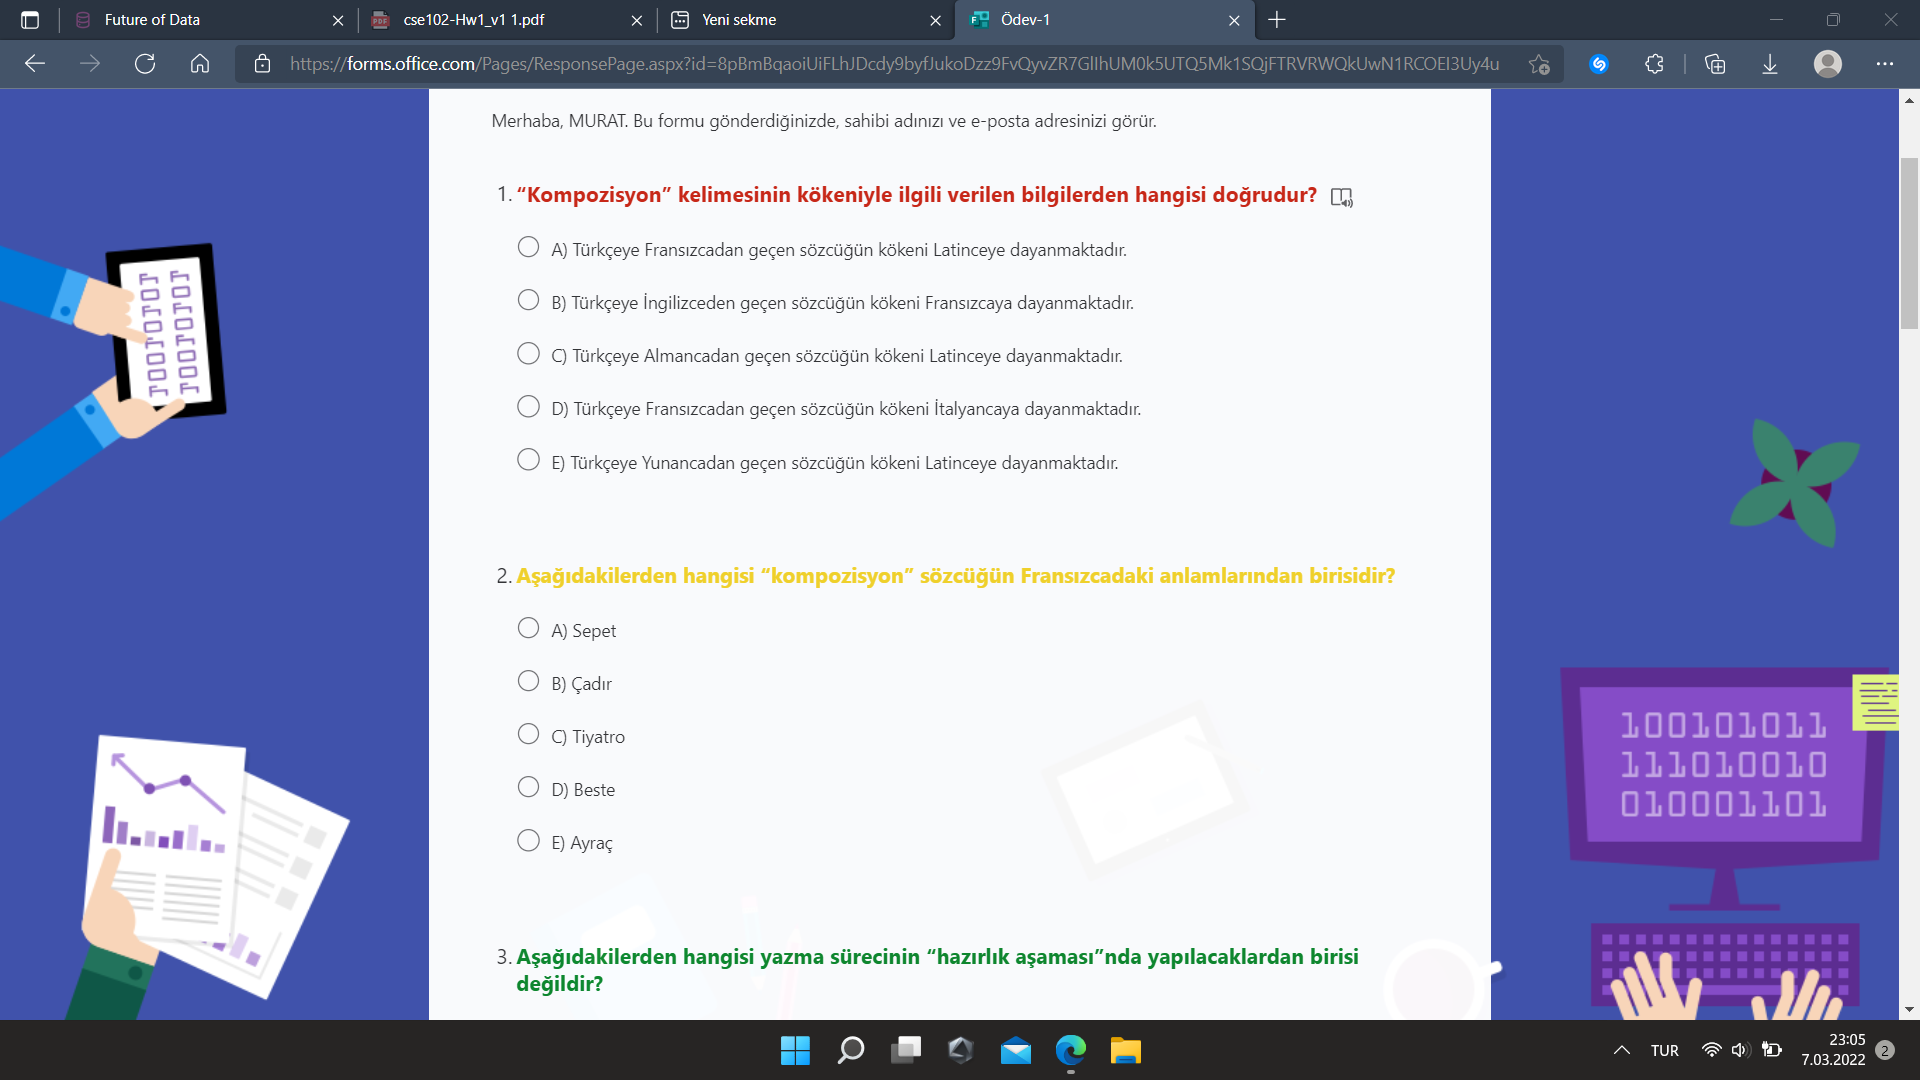 Future of Data
cse102-Hw1_v1 1.pdf
Yeni sekme
Ödev-1
https://forms.office.com/Pages/ResponsePage.aspx?id=8pBmBqaoiUiFLhJDcdy9byfJukoDzz9FvQyvZR7GlIhUM0k5UTQ5Mk1SQjFTRVRWQkUwN1RCOEI3Uy4u
Merhaba, MURAT. Bu formu gönderdiğinizde, sahibi adınızı ve e-posta adresinizi görür.
1. “Kompozisyon” kelimesinin kökeniyle ilgili verilen bilgilerden hangisi doğrudur?
A) Türkçeye Fransızcadan geçen sözcüğün kökeni Latinceye dayanmaktadır.
B) Türkçeye İngilizceden geçen sözcüğün kökeni Fransızcaya dayanmaktadır.
C) Türkçeye Almancadan geçen sözcüğün kökeni Latinceye dayanmaktadır.
D) Türkçeye Fransızcadan geçen sözcüğün kökeni İtalyancaya dayanmaktadır.
E) Türkçeye Yunancadan geçen sözcüğün kökeni Latinceye dayanmaktadır.
2. Aşağıdakilerden hangisi “kompozisyon” sözcüğün Fransızcadaki anlamlarından birisidir?
A) Sepet
B) Çadır
C) Tiyatro
D) Beste
E) Ayraç
100101011
111010010
010001101
3. Aşağıdakilerden hangisi yazma sürecinin “hazırlık aşaması”nda yapılacaklardan birisi
değildir?
TUR
23:05
7.03.2022
2